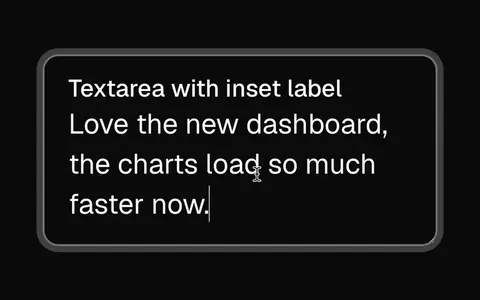 Textarea with inset label
Love the new dashboard,
the charts load so much
faster now.